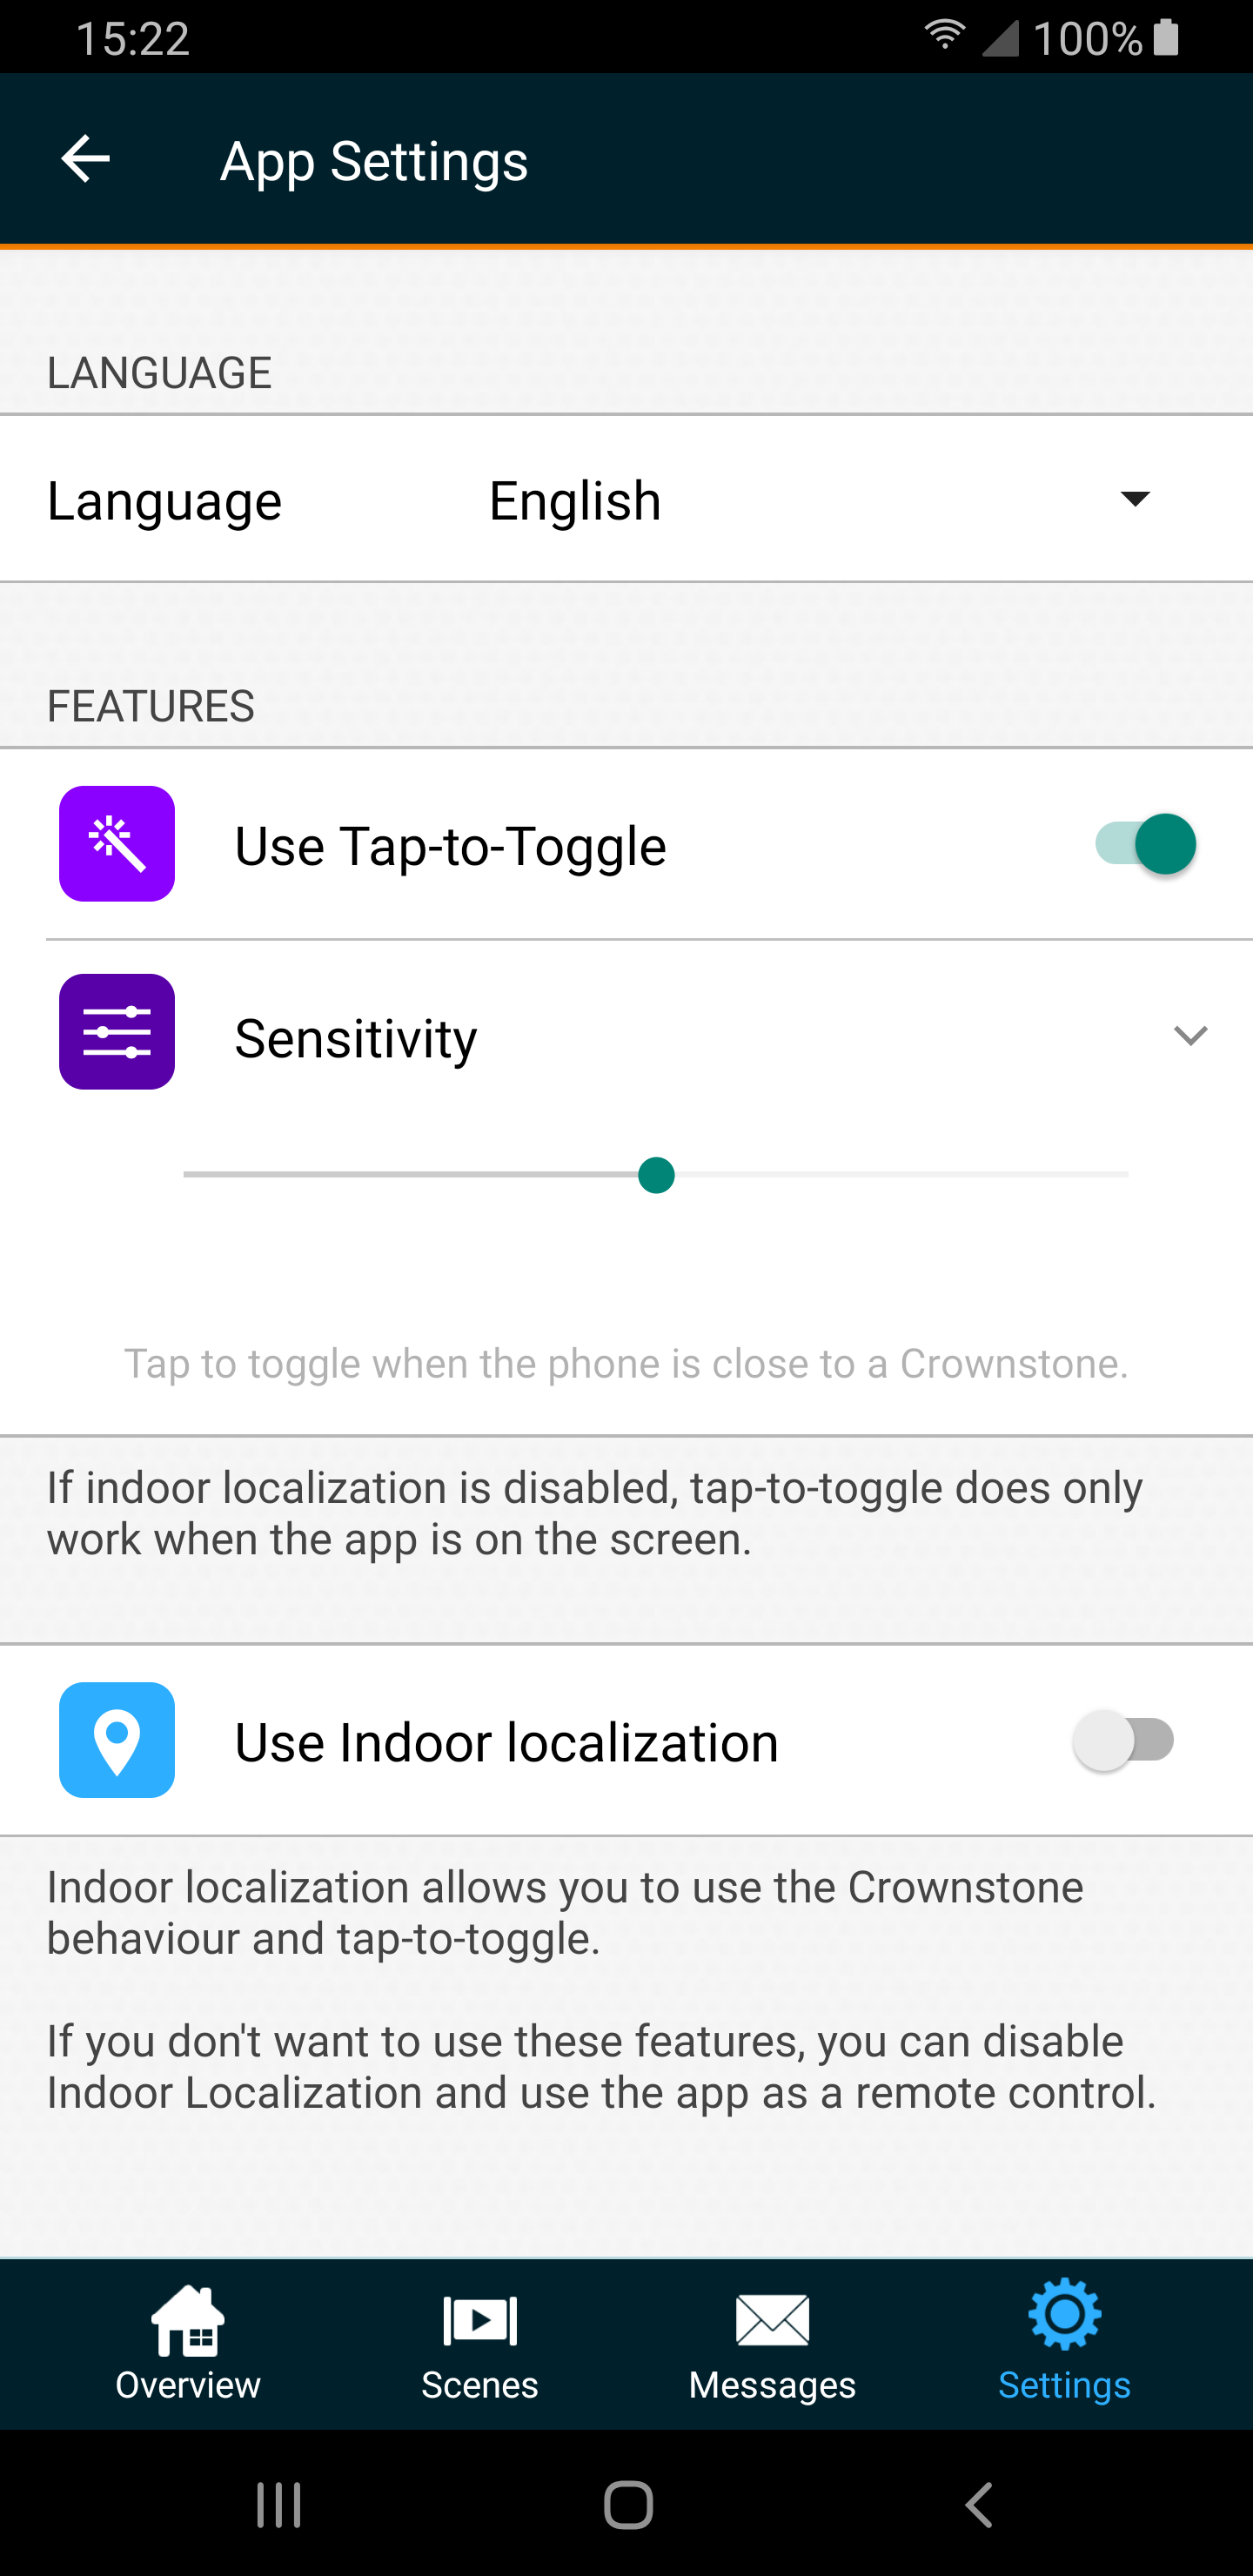 15:22
100%
App Settings
LANGUAGE
Language English
FEATURES
Use Tap-to-Toggle
Sensitivity
Tap to toggle when the phone is close to a Crownstone.
If indoor localization is disabled, tap-to-toggle does only
work when the app is on the screen.
Use Indoor localization
Indoor localization allows you to use the Crownstone
behaviour and tap-to-toggle.
If you don't want to use these features, you can disable
Indoor Localization and use the app as a remote control.
Overview Scenes Messages Settings